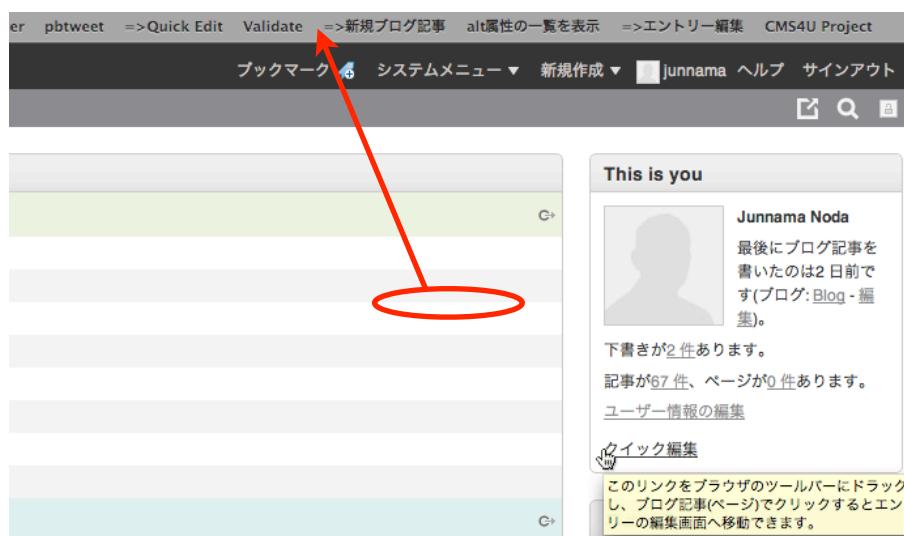 er pbtweet =>Quick Edit Validate =>新規ブログ記事 alt属性の一覧を表示 =>エントリー編集 CMS4U Project
ブックマーク システムメニュー▼ 新規作成▼ junnama ヘルプ サインアウト
This is you
Junnama Noda
最後にブログ記事を
書いたのは2 日前で
す(ブログ: Blog - 編
集)。
下書きが2 件あります。
記事が67 件、ページが0 件あります。
ユーザー情報の編集
クイック編集
このリンクをブラウザのツールバーにドラッグ
し、ブログ記事(ページ)でクリックするとエン
リーの編集画面へ移動できます。